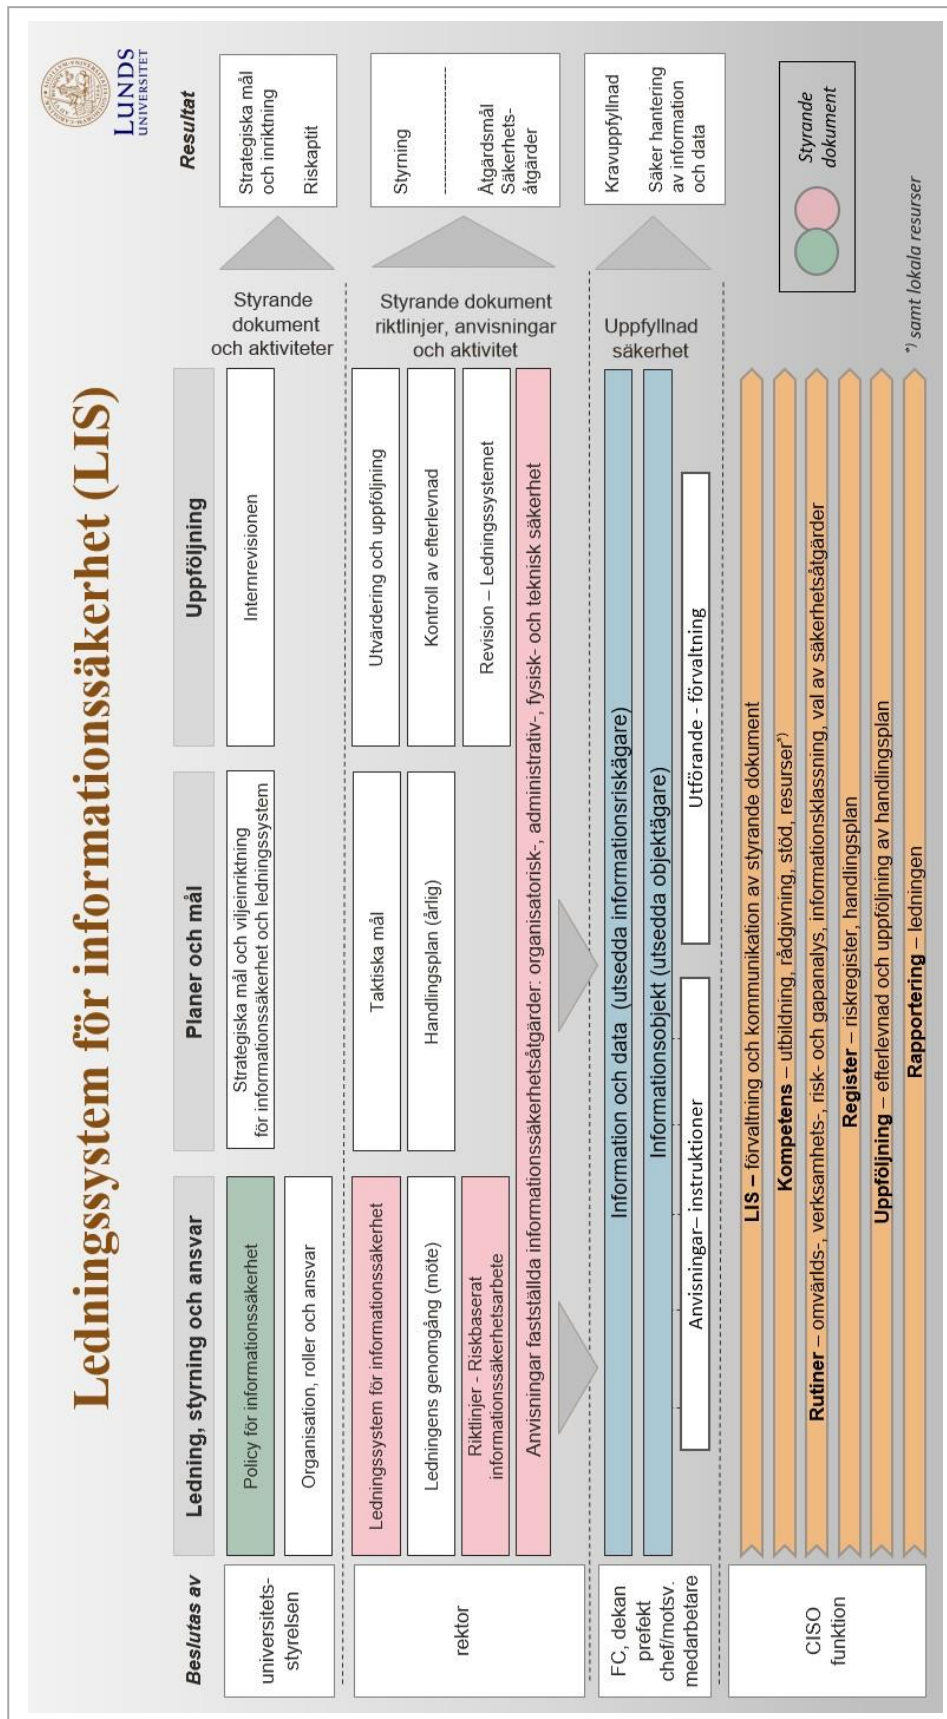 Ledningssystem för informationssäkerhet (LIS)
LUNDS
UNIVERSITET
Beslutas av
Ledning, styrning och ansvar
Planer och mål
Uppföljning
Resultat
universitets-
styrelsen
Policy för informationssäkerhet
Organisation, roller och ansvar
Strategiska mål och viljeinriktning
för informationssäkerhet och ledningssystem
Internrevisionen
Styrande
dokument
och aktiviteter
Strategiska mål
och inriktning
Riskaptit
rektor
Ledningssystem för informationssäkerhet
Ledningens genomgång (möte)
Riktlinjer - Riskbaserat
informationssäkerhetsarbete
Taktiska mål
Handlingsplan (årlig)
Utvärdering och uppföljning
Kontroll av efterlevnad
Revision – Ledningssystemet
Anvisningar fastställda informationssäkerhetsåtgärder: organisatorisk-, administrativ-, fysisk- och teknisk säkerhet
Styrande dokument
riktlinjer, anvisningar
och aktivitet
Styrning
Åtgärdsmål
Säkerhets-
åtgärder
FC, dekan
prefekt
chef/motsv.
medarbetare
Information och data (utsedda informationsriskägare)
Informationsobjekt (utsedda objektägare)
Anvisningar– instruktioner
Utförande - förvaltning
Uppfyllnad
säkerhet
Kravuppfyllnad
Säker hantering
av information
och data
CISO
funktion
LIS – förvaltning och kommunikation av styrande dokument
Kompetens – utbildning, rådgivning, stöd, resurser*)
Rutiner – omvärlds-, verksamhets-, risk- och gapanalys, informationsklassning, val av säkerhetsåtgärder
Register – riskregister, handlingsplan
Uppföljning – efterlevnad och uppföljning av handlingsplan
Rapportering – ledningen
Styrande
dokument
*) samt lokala resurser